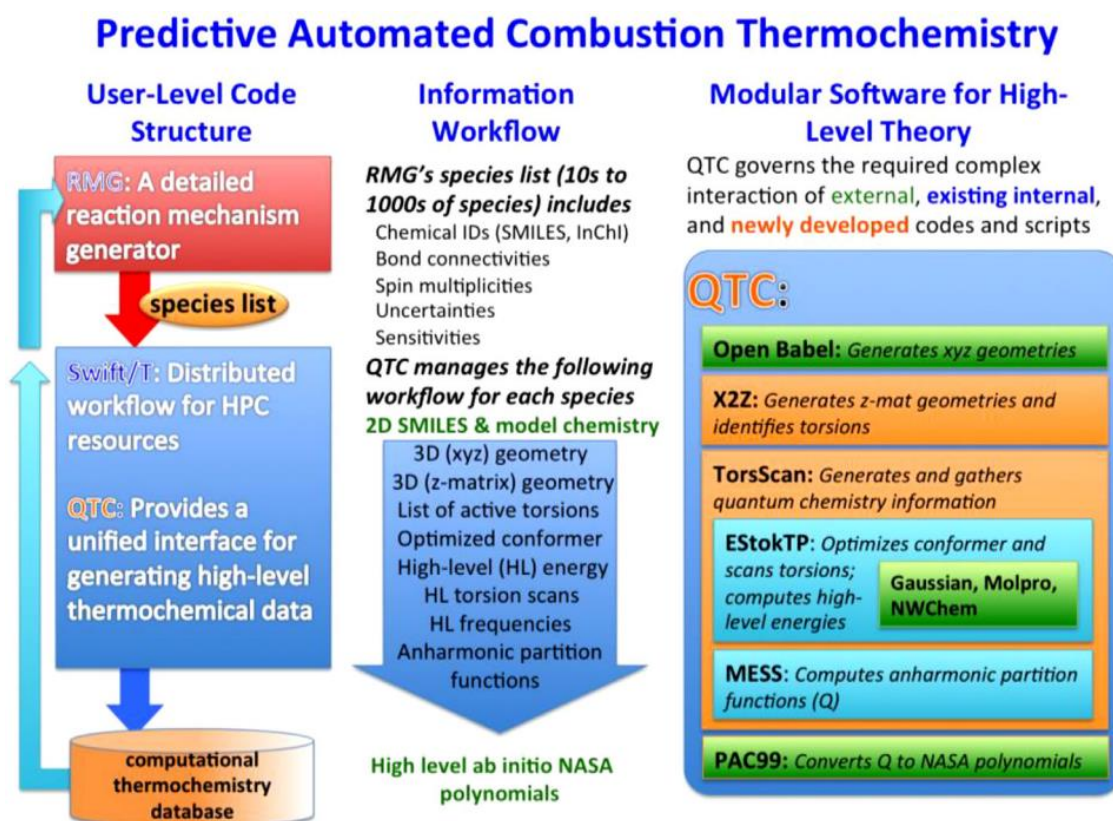 Predictive Automated Combustion Thermochemistry
User-Level Code
Structure
RMG: A detailed
reaction mechanism
generator
species list
Swift/T: Distributed
workflow for HPC
resources
QTC: Provides a
unified interface for
generating high-level
thermochemical data
computational
thermochemistry
database
Information
Workflow
RMG's species list (10s to
1000s of species) includes
Chemical IDs (SMILES, InChI)
Bond connectivities
Spin multiplicities
Uncertainties
Sensitivities
QTC manages the following
workflow for each species
2D SMILES & model chemistry
3D (xyz) geometry
3D (z-matrix) geometry
List of active torsions
Optimized conformer
High-level (HL) energy
HL torsion scans
HL frequencies
Anharmonic partition
functions
High level ab initio NASA
polynomials
Modular Software for High-
Level Theory
QTC governs the required complex
interaction of external, existing internal,
and newly developed codes and scripts
QTC:
Open Babel: Generates xyz geometries
X2Z: Generates z-mat geometries and
identifies torsions
TorsScan: Generates and gathers
quantum chemistry information
EStokTP: Optimizes conformer and
scans torsions;
computes high-
level energies
Gaussian, Molpro,
NWChem
MESS: Computes anharmonic partition
functions (Q)
PAC99: Converts Q to NASA polynomials